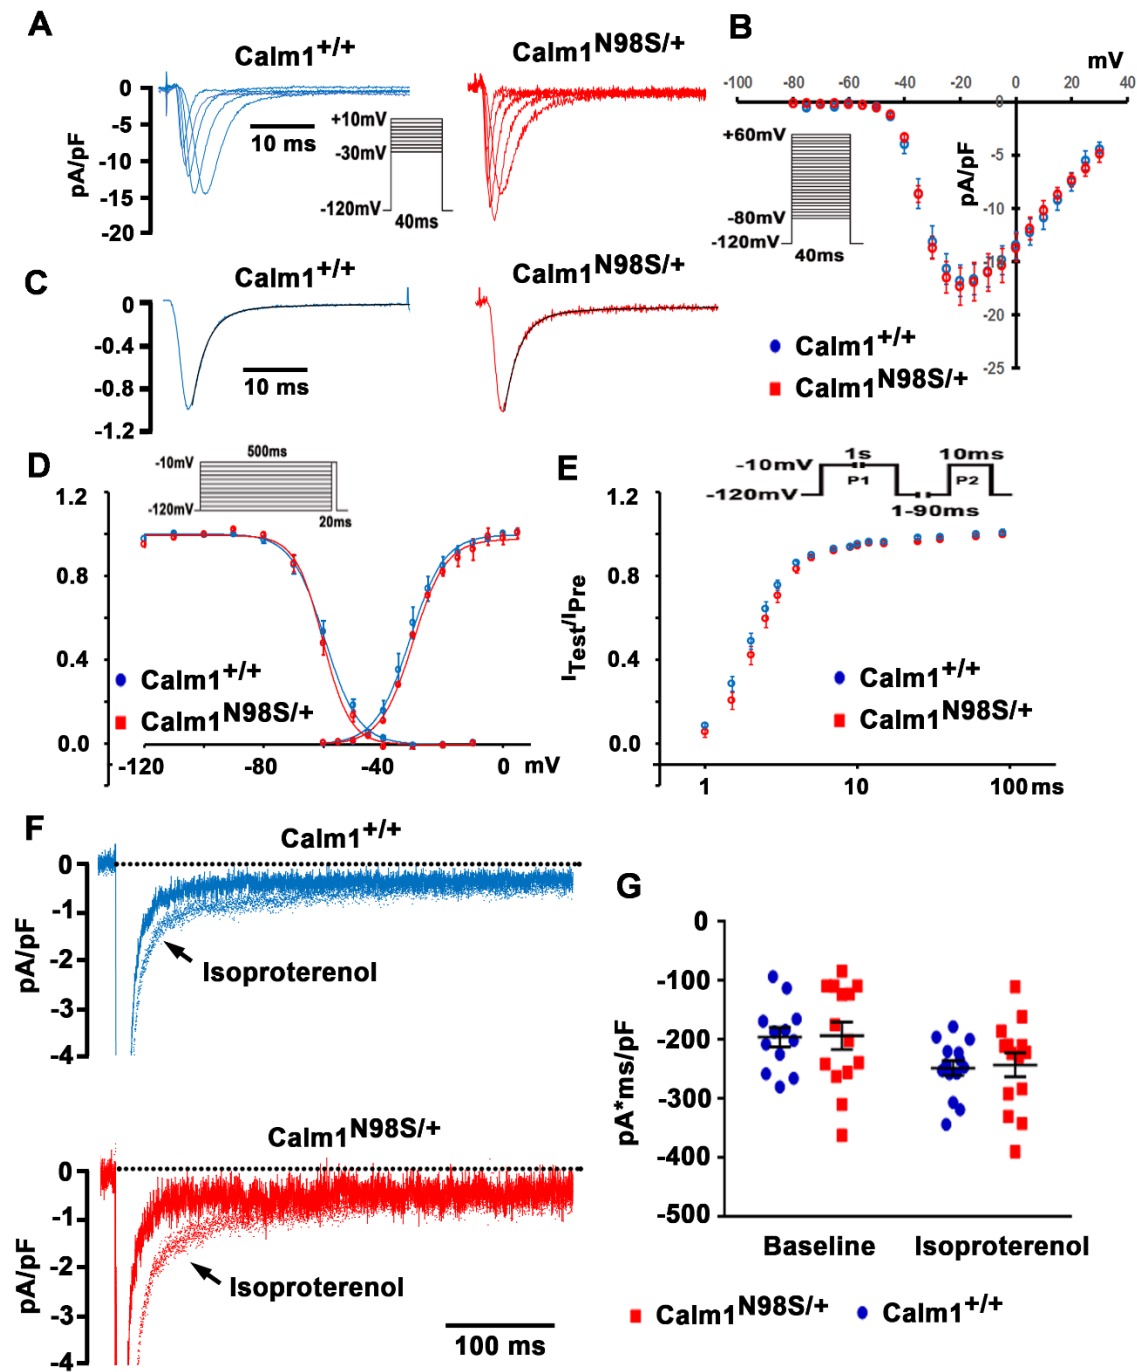 A
Calm1+/+
Calm1N98S/+
0
-5
-10
-15
-20
pA/pF
10 ms
+10mV
-30mV
-120mV
40ms
B
mV
-100 -80 -60 -40 -20 0 20 40
0
-5
-10
-15
-20
-25
pA/pF
+60mV
-80mV
-120mV
40ms
Calm1+/+
Calm1N98S/+
C
Calm1+/+
Calm1N98S/+
0
-0.4
-0.8
-1.2
10 ms
D
500ms
-10mV
-120mV
20ms
1.2
0.8
0.4
0.0
Calm1+/+
Calm1N98S/+
-120 -80 -40 0 mV
E
1s
10ms
-10mV
P1
P2
-120mV
1-90ms
1.2
0.8
0.4
0.0
ITest/IPre
Calm1+/+
Calm1N98S/+
1 10 100 ms
F
Calm1+/+
0
-1
-2
-3
-4
pA/pF
Isoproterenol
Calm1N98S/+
0
-1
-2
-3
-4
pA/pF
Isoproterenol
100 ms
G
0
-100
-200
-300
-400
-500
pA*ms/pF
Baseline Isoproterenol
Calm1N98S/+ Calm1+/+